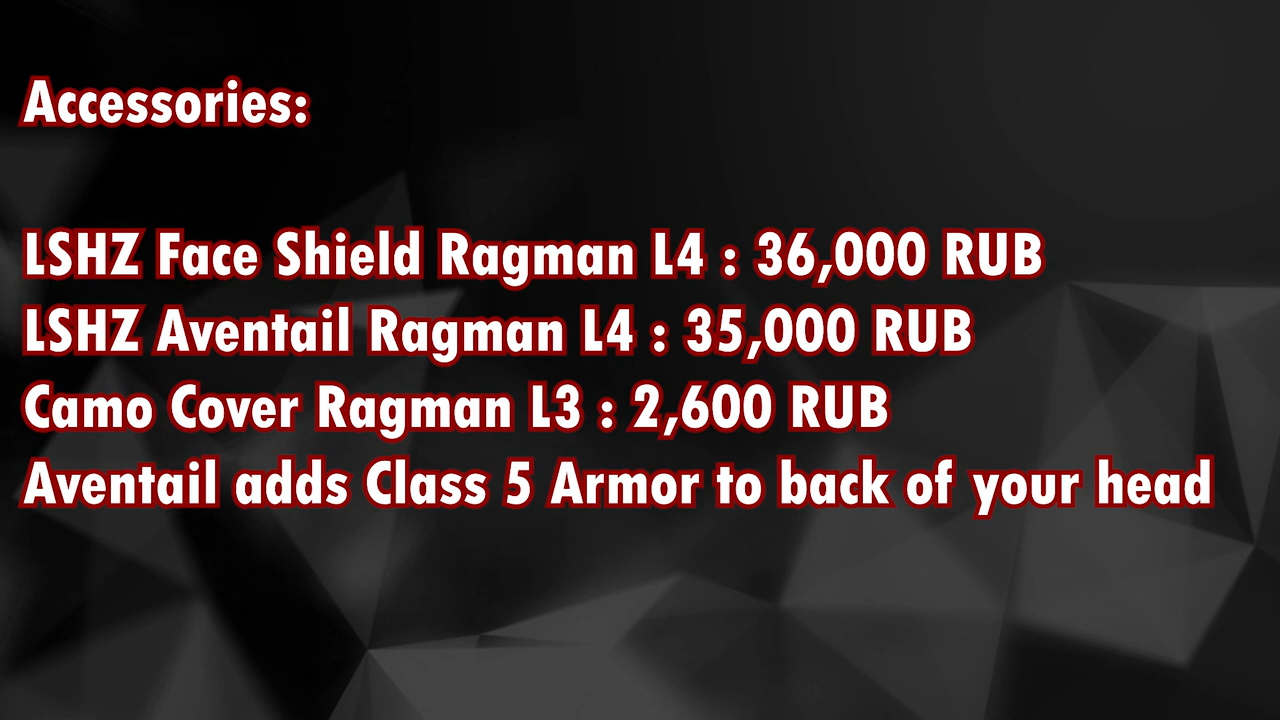 Accessories:
LSHZ Face Shield Ragman L4 : 36,000 RUB
LSHZ Aventail Ragman L4 : 35,000 RUB
Camo Cover Ragman L3 : 2,600 RUB
Aventail adds Class 5 Armor to back of your head